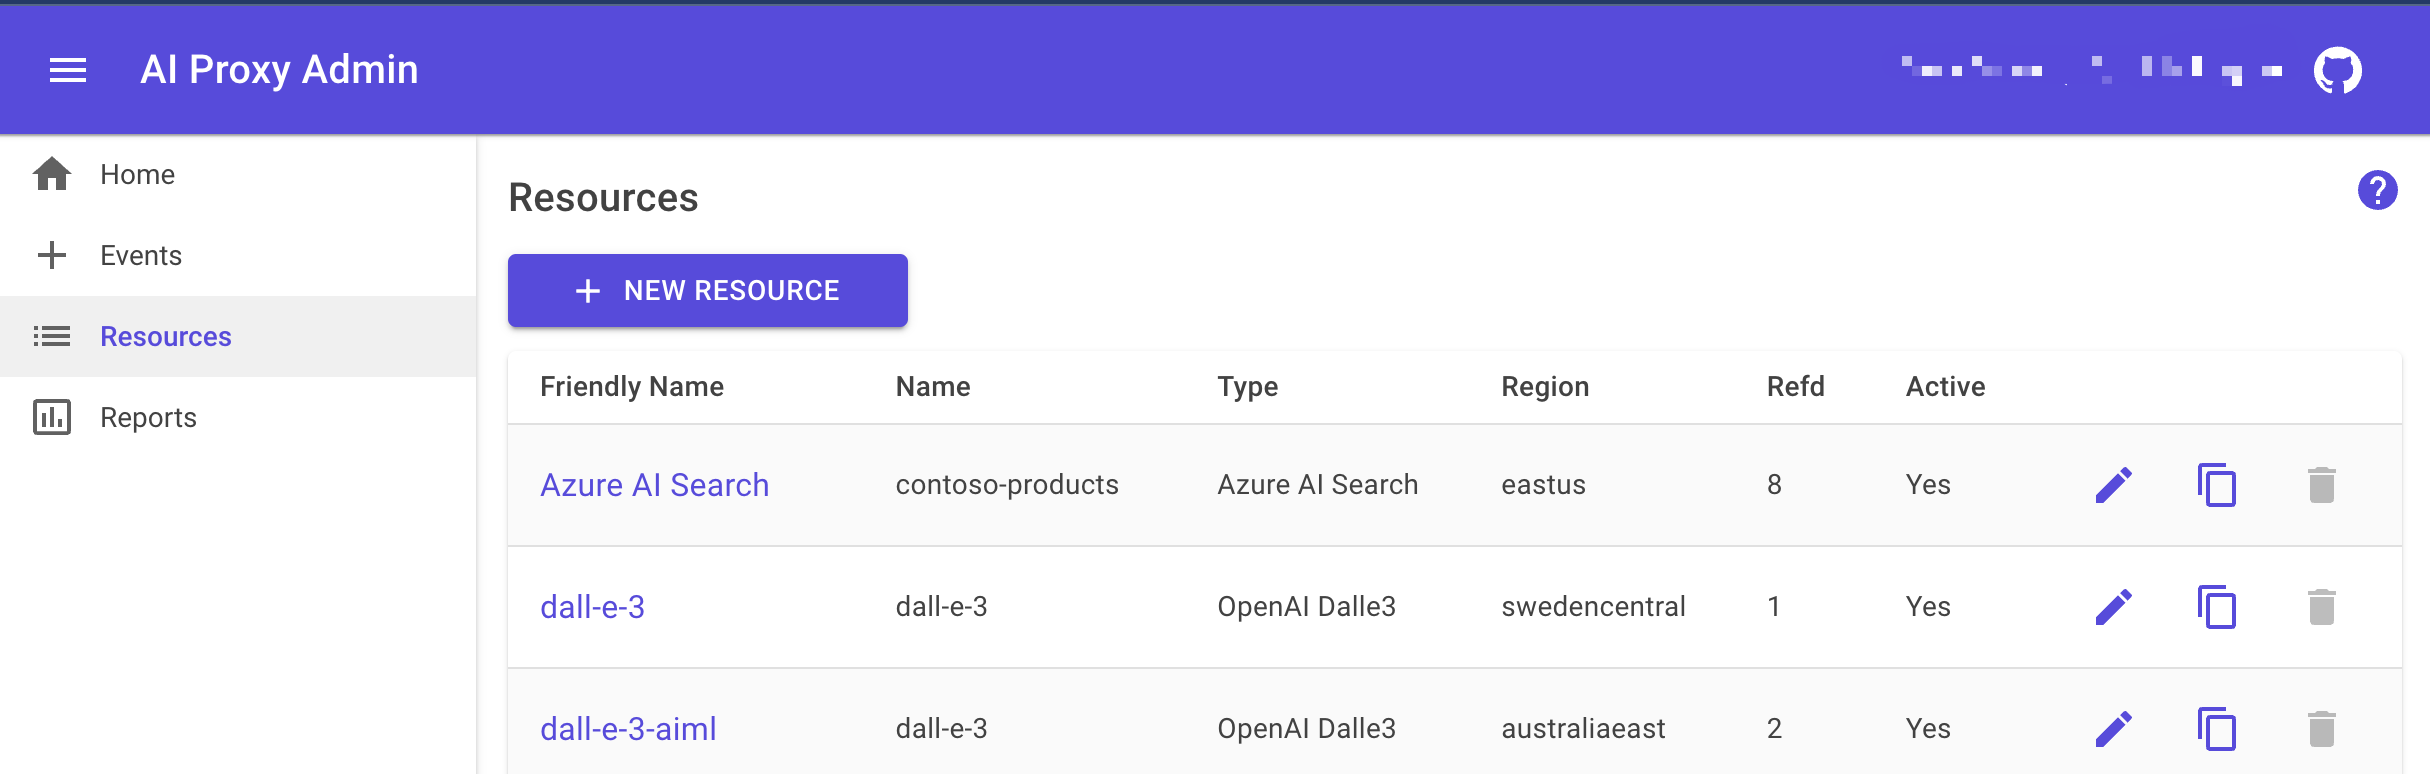 AI Proxy Admin
Home
Events
Resources
Reports
Resources
?
+ NEW RESOURCE
Friendly Name Name Type Region Refd Active
Azure AI Search contoso-products Azure AI Search eastus 8 Yes
dall-e-3 dall-e-3 OpenAI Dalle3 swedencentral 1 Yes
dall-e-3-aiml dall-e-3 OpenAI Dalle3 australiaeast 2 Yes